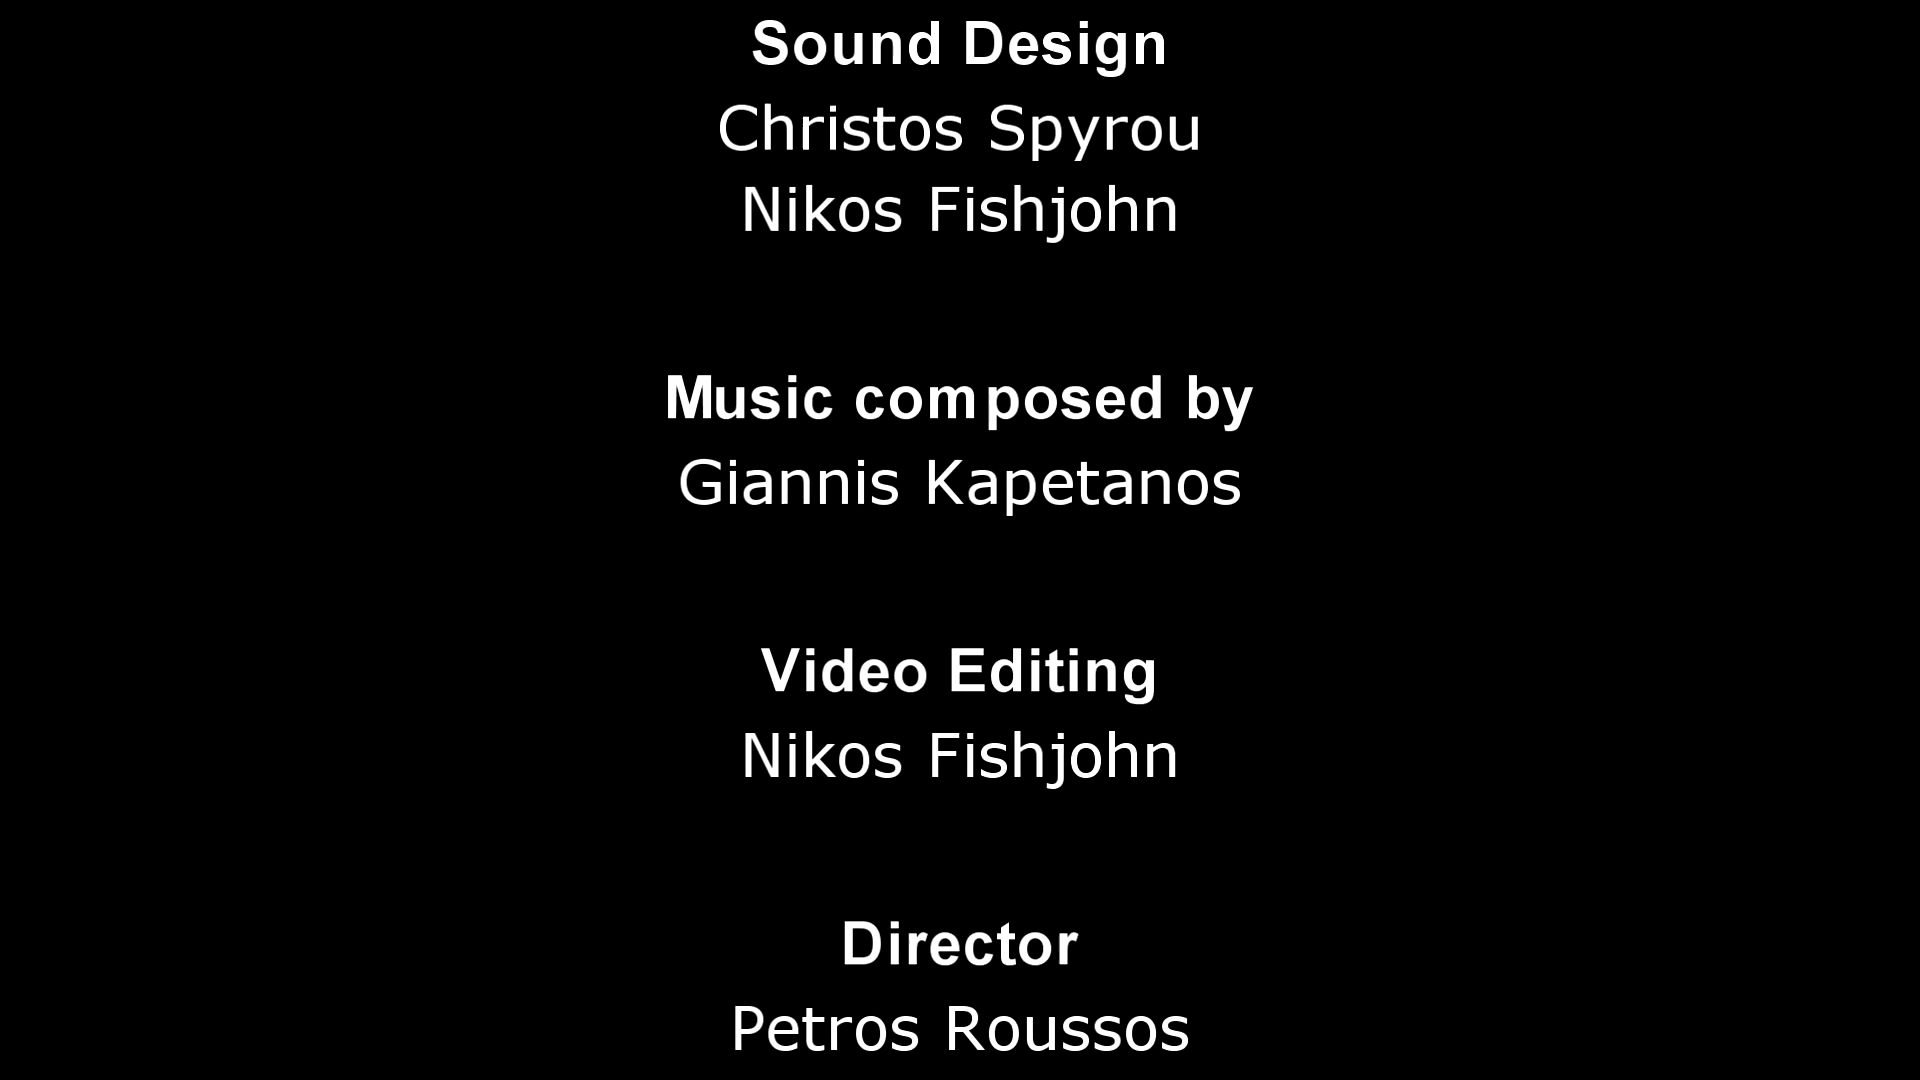 Sound Design
Christos Spyrou
Nikos Fishjohn
Music composed by
Giannis Kapetanos
Video Editing
Nikos Fishjohn
Director
Petros Roussos